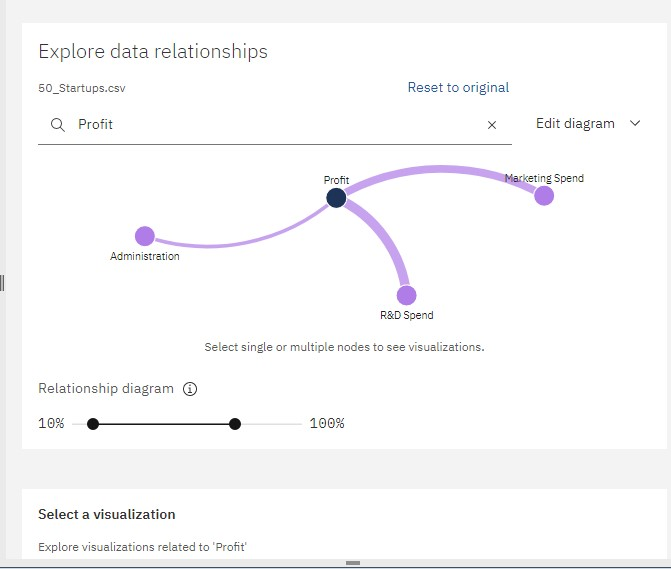 Explore data relationships
50_Startups.csv
Reset to original
Profit
Edit diagram
Profit
Marketing Spend
Administration
R&D Spend
Select single or multiple nodes to see visualizations.
Relationship diagram
10%
100%
Select a visualization
Explore visualizations related to 'Profit'